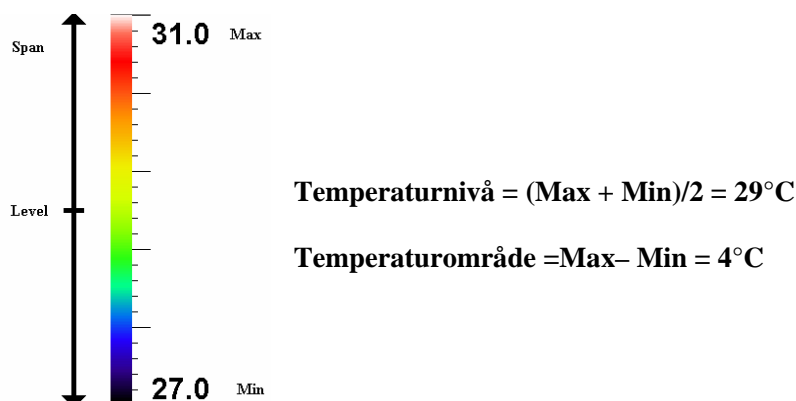 31.0 Max
Span
Temperaturnivå = (Max + Min)/2 = 29°C
Level
Temperaturområde =Max– Min = 4°C
27.0 Min